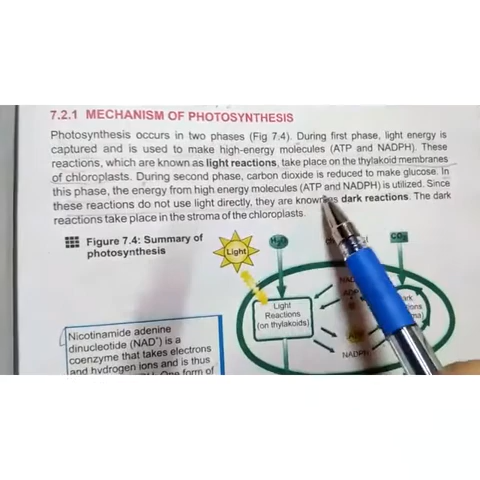 7.2.1 MECHANISM OF PHOTOSYNTHESIS
Photosynthesis occurs in two phases (Fig 7.4). During first phase, light energy is
captured and is used to make high-energy molecules (ATP and NADPH). These
reactions, which are known as light reactions, take place on the thylakoid membranes
of chloroplasts. During second phase, carbon dioxide is reduced to make glucose. In
this phase, the energy from high energy molecules (ATP and NADPH) is utilized. Since
these reactions do not use light directly, they are known as dark reactions. The dark
reactions take place in the stroma of the chloroplasts.
Figure 7.4: Summary of
photosynthesis
Light
H₂O
CO₂
Light
Reactions
(on thylakoids)
NADPH
Nicotinamide adenine
dinucleotide (NAD⁺) is a
coenzyme that takes electrons
and hydrogen ions and is thus
One form of